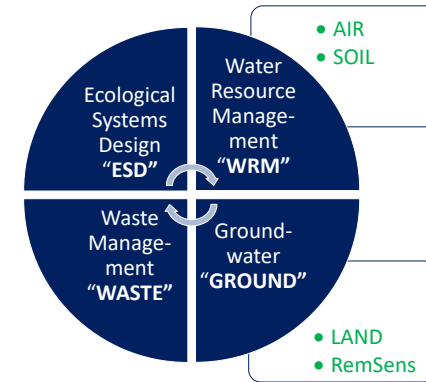 Ecological
Systems
Design
“ESD”
Water
Resource
Manage-
ment
“WRM”
Waste
Manage-
ment
“WASTE”
Ground-
water
“GROUND”
• AIR
• SOIL
• LAND
• RemSens